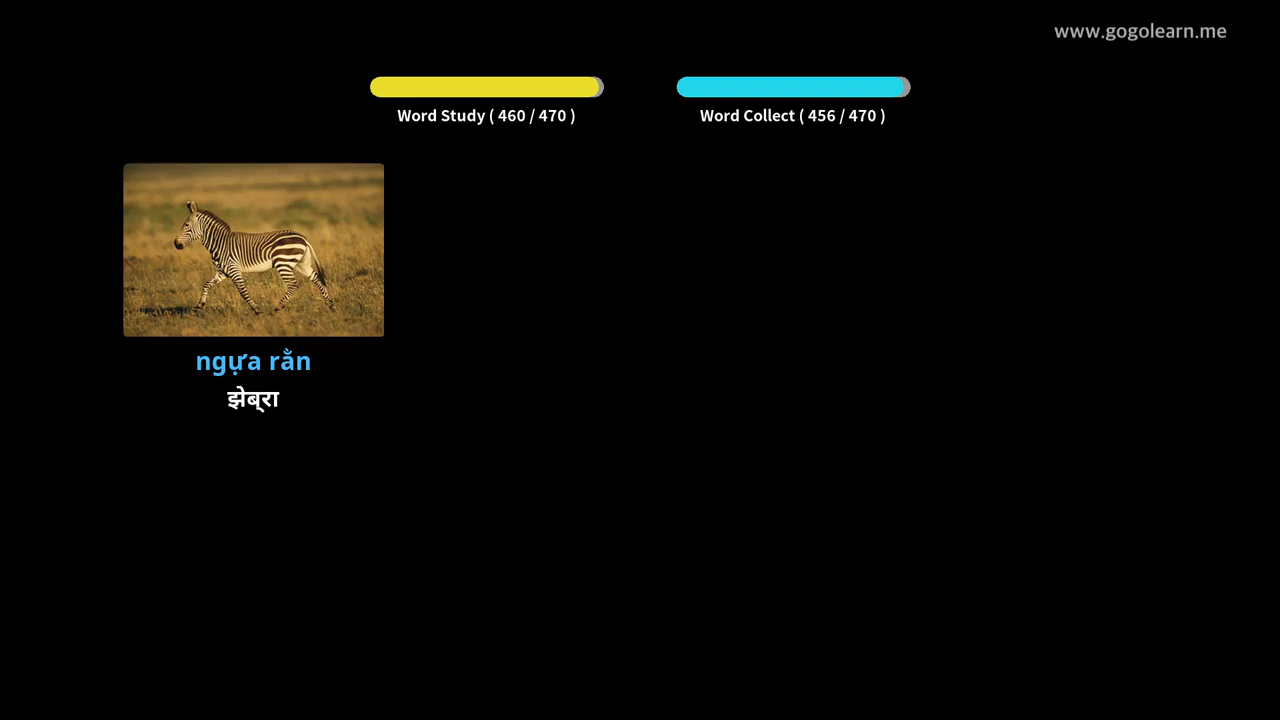 www.gogolearn.me
Word Study ( 460 / 470 )
Word Collect ( 456 / 470 )
ngựa rằn
झेब्रा